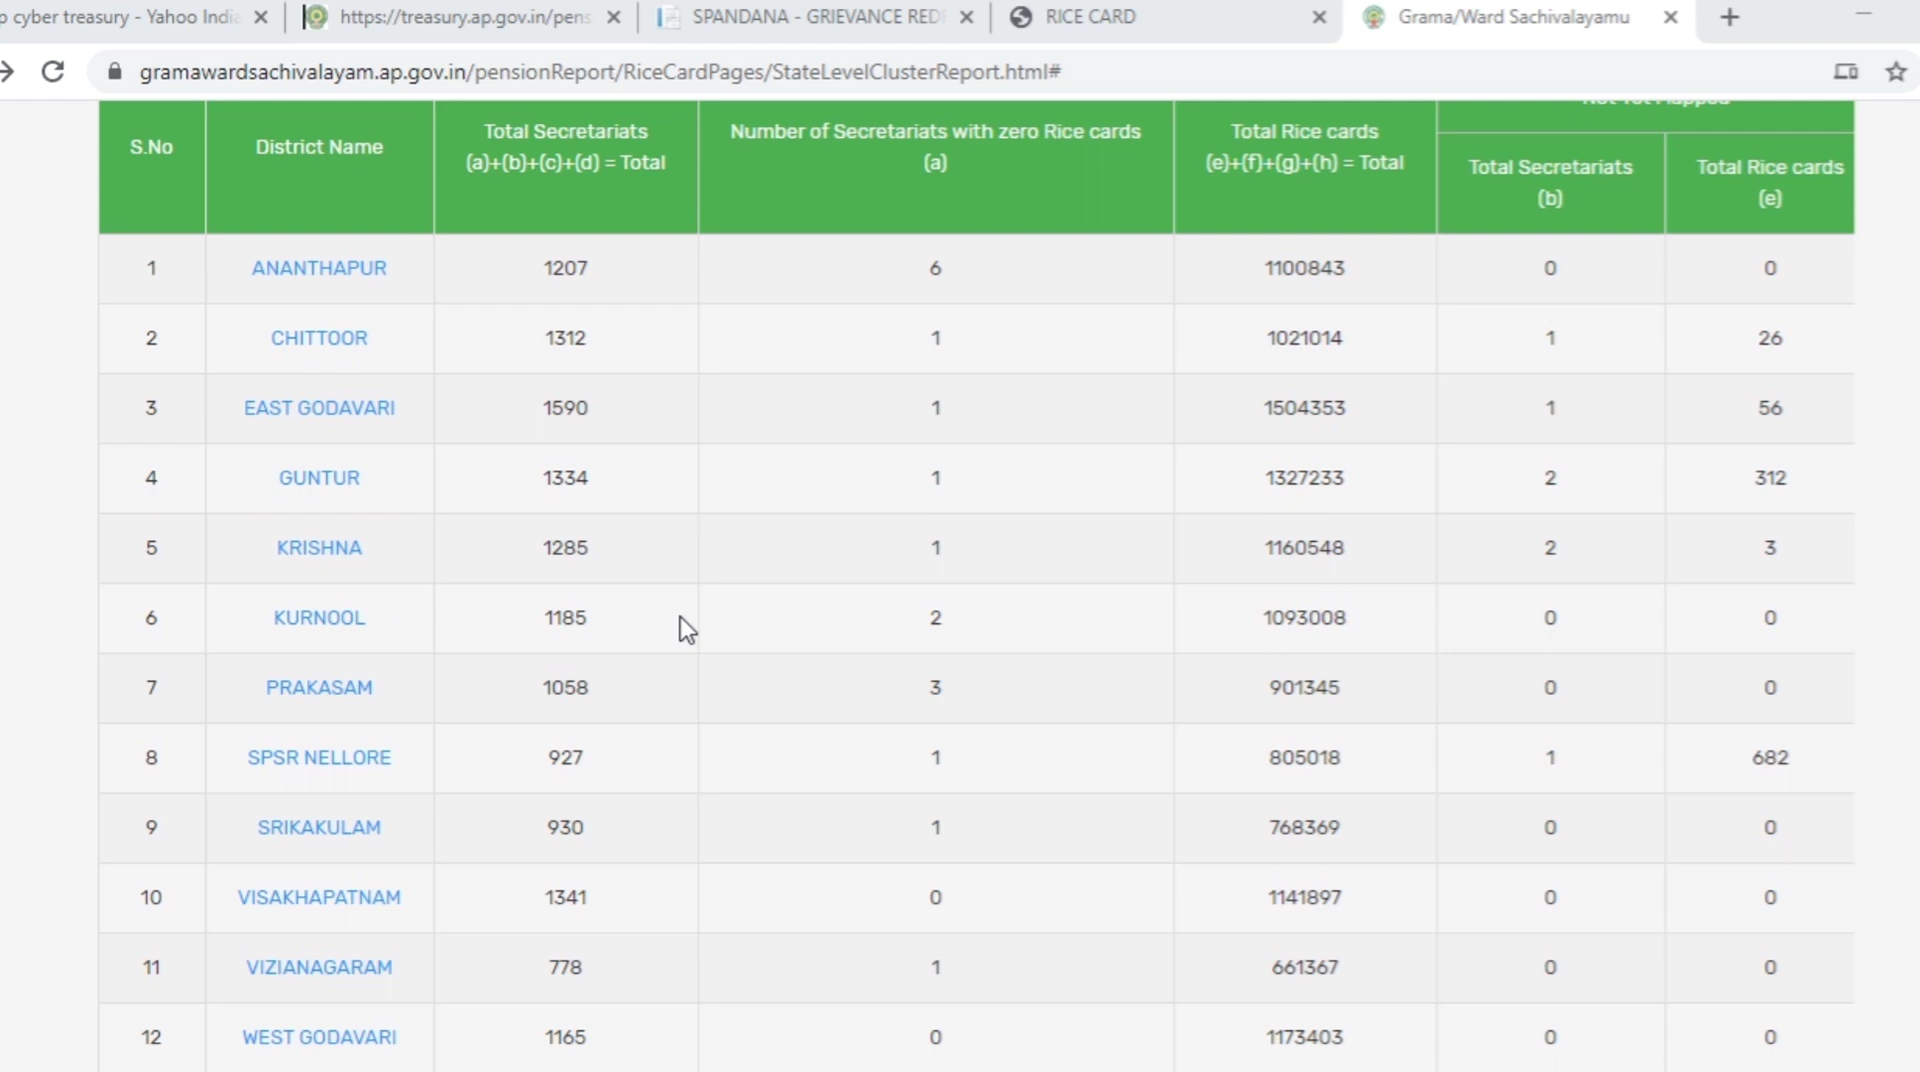 p cyber treasury - Yahoo India
https://treasury.ap.gov.in/pens
SPANDANA - GRIEVANCE RED
RICE CARD
Grama/Ward Sachivalayamu
gramawardsachivalayam.ap.gov.in/pensionReport/RiceCardPages/StateLevelClusterReport.html#
S.No District Name Total Secretariats (a)+(b)+(c)+(d) = Total Number of Secretariats with zero Rice cards (a) Total Rice cards (e)+(f)+(g)+(h) = Total Not Yet Mapped
Total Secretariats (b) Total Rice cards (e)
1 ANANTHAPUR 1207 6 1100843 0 0
2 CHITTOOR 1312 1 1021014 1 26
3 EAST GODAVARI 1590 1 1504353 1 56
4 GUNTUR 1334 1 1327233 2 312
5 KRISHNA 1285 1 1160548 2 3
6 KURNOOL 1185 2 1093008 0 0
7 PRAKASAM 1058 3 901345 0 0
8 SPSR NELLORE 927 1 805018 1 682
9 SRIKAKULAM 930 1 768369 0 0
10 VISAKHAPATNAM 1341 0 1141897 0 0
11 VIZIANAGARAM 778 1 661367 0 0
12 WEST GODAVARI 1165 0 1173403 0 0